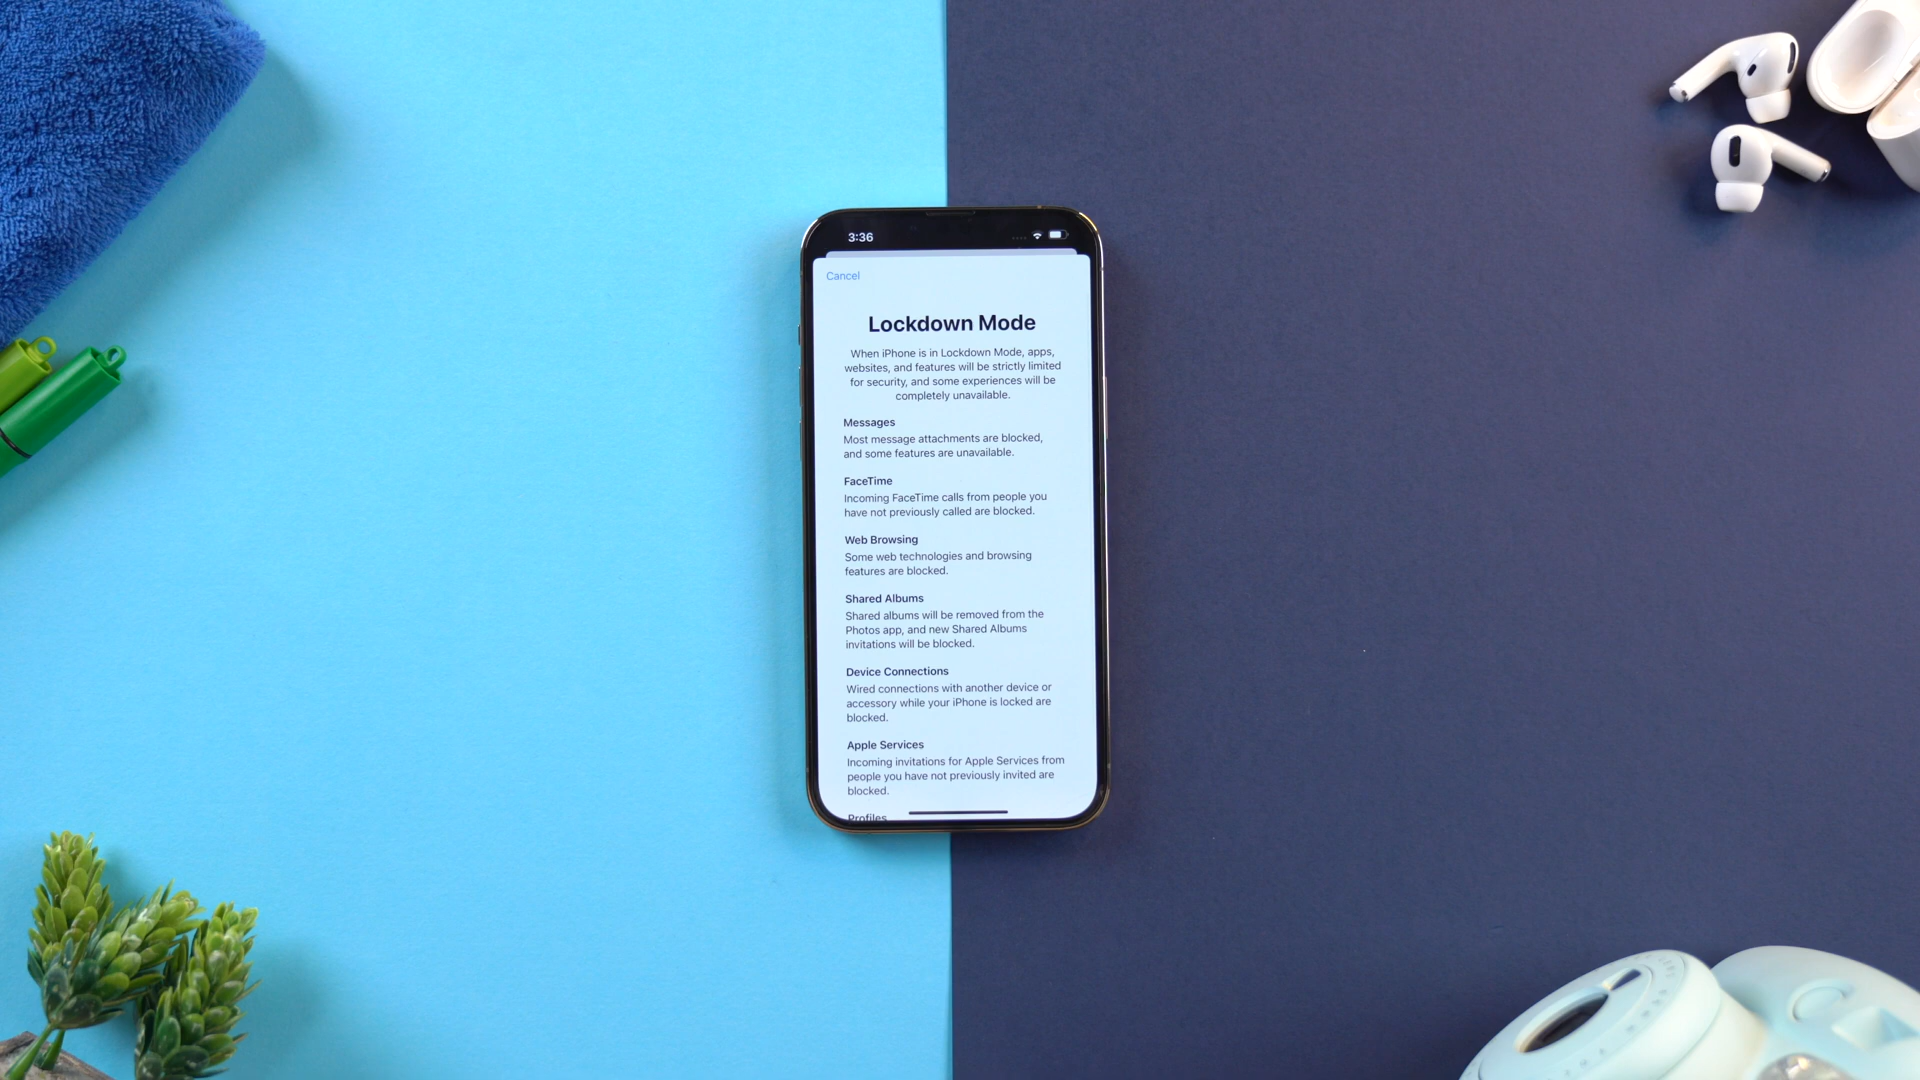 3:36
Cancel
Lockdown Mode
When iPhone is in Lockdown Mode, apps,
websites, and features will be strictly limited
for security, and some experiences will be
completely unavailable.
Messages
Most message attachments are blocked,
and some features are unavailable.
FaceTime
Incoming FaceTime calls from people you
have not previously called are blocked.
Web Browsing
Some web technologies and browsing
features are blocked.
Shared Albums
Shared albums will be removed from the
Photos app, and new Shared Albums
invitations will be blocked.
Device Connections
Wired connections with another device or
accessory while your iPhone is locked are
blocked.
Apple Services
Incoming invitations for Apple Services from
people you have not previously invited are
blocked.
Profiles